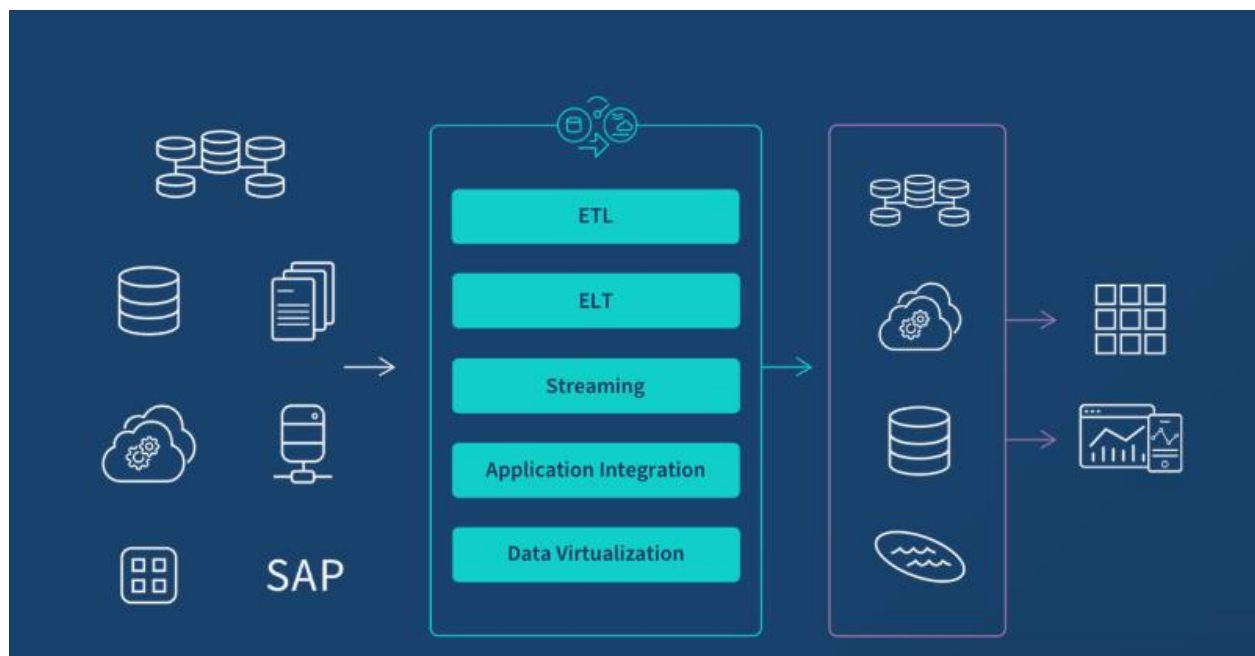 ETL
ELT
Streaming
Application Integration
Data Virtualization
SAP